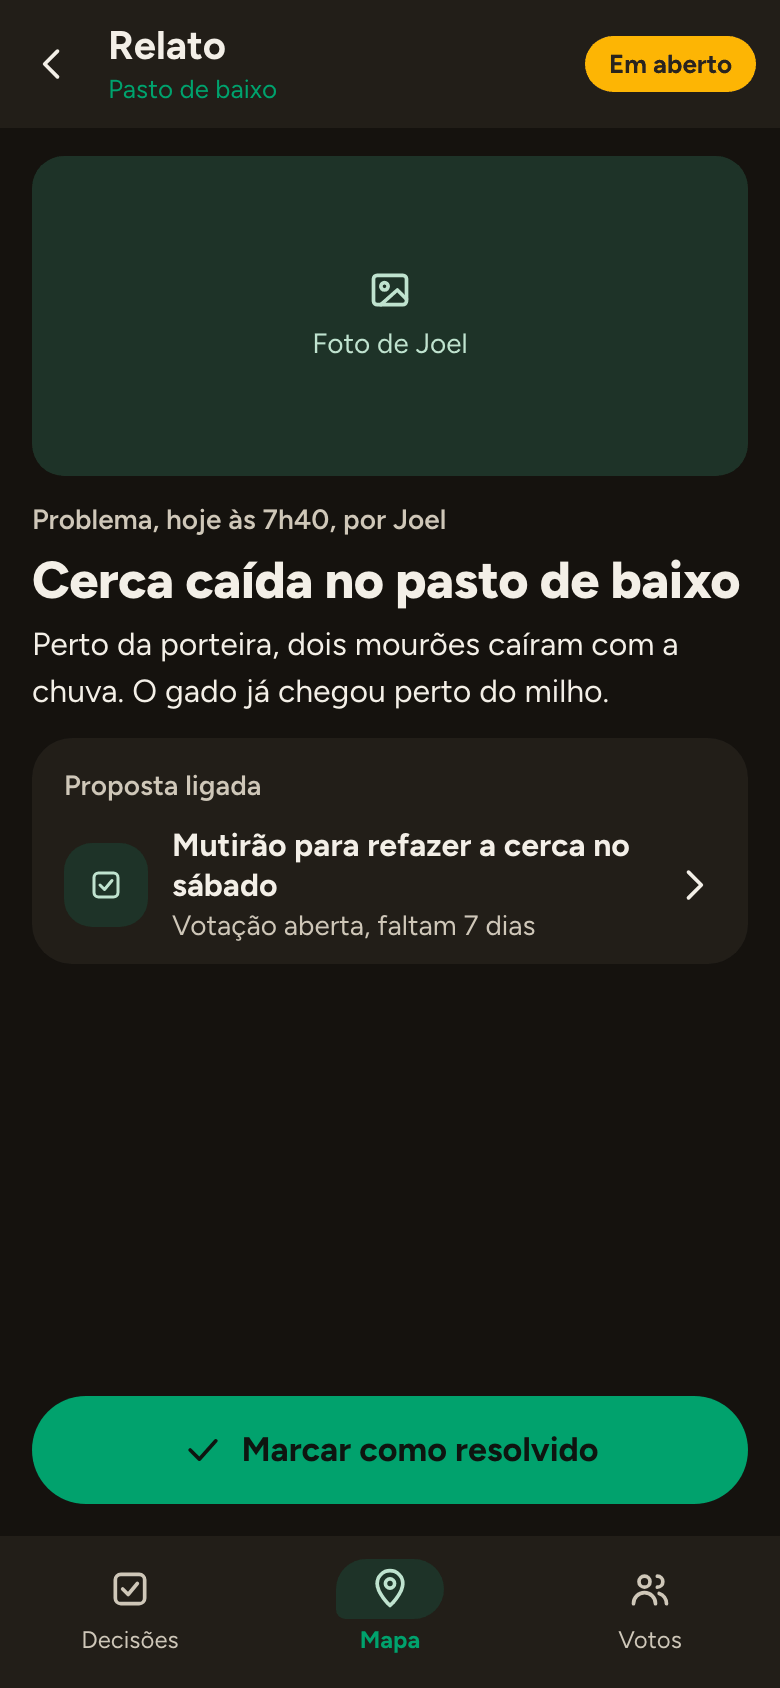 Relato
Pasto de baixo
Em aberto
Foto de Joel
Problema, hoje às 7h40, por Joel
Cerca caída no pasto de baixo
Perto da porteira, dois mourões caíram com a
chuva. O gado já chegou perto do milho.
Proposta ligada
Mutirão para refazer a cerca no
sábado
Votação aberta, faltam 7 dias
Marcar como resolvido
Decisões
Mapa
Votos